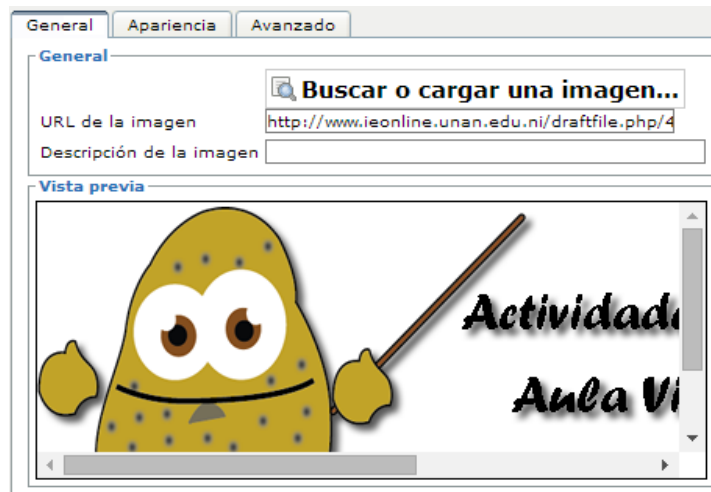 General Apariencia Avanzado
General
Buscar o cargar una imagen...
URL de la imagen http://www.ieonline.unan.edu.ni/draftfile.php/4
Descripción de la imagen
Vista previa
Actividad
Aula Vi